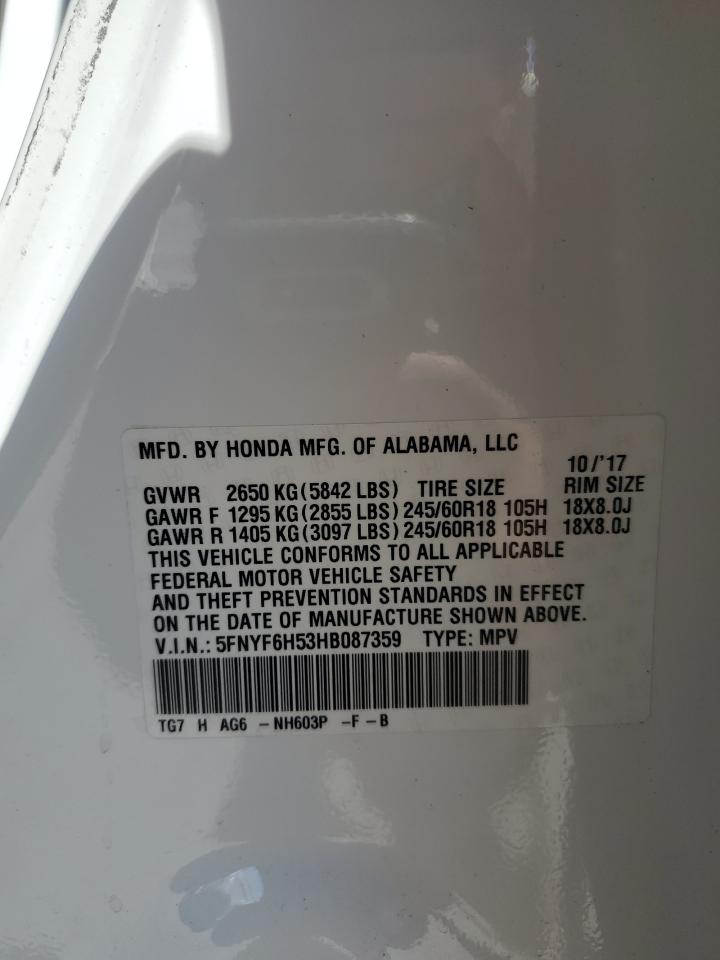 MFD. BY HONDA MFG. OF ALABAMA, LLC
10/'17
GVWR 2650 KG(5842 LBS) TIRE SIZE RIM SIZE
GAWR F 1295 KG(2855 LBS)245/60R18 105H 18X8.0J
GAWR R 1405 KG(3097 LBS)245/60R18 105H 18X8.0J
THIS VEHICLE CONFORMS TO ALL APPLICABLE
FEDERAL MOTOR VEHICLE SAFETY
AND THEFT PREVENTION STANDARDS IN EFFECT
ON THE DATE OF MANUFACTURE SHOWN ABOVE.
V.I.N.: 5FNYF6H53HB087359 TYPE: MPV
TG7 H AG6 -NH603P -F-B